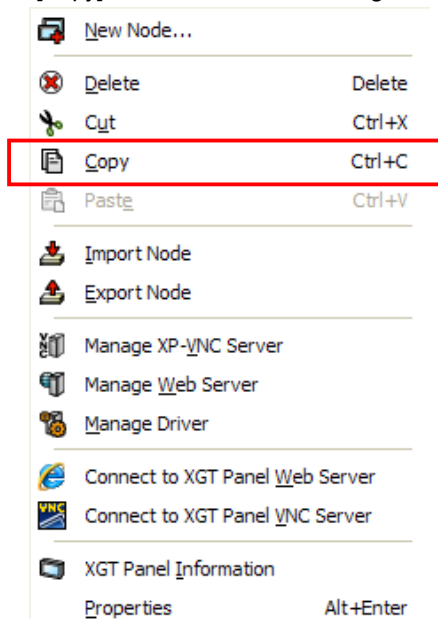 New Node...
Delete Delete
Cut Ctrl+X
Copy Ctrl+C
Paste Ctrl+V
Import Node
Export Node
Manage XP-VNC Server
Manage Web Server
Manage Driver
Connect to XGT Panel Web Server
VNC Connect to XGT Panel VNC Server
XGT Panel Information
Properties Alt+Enter